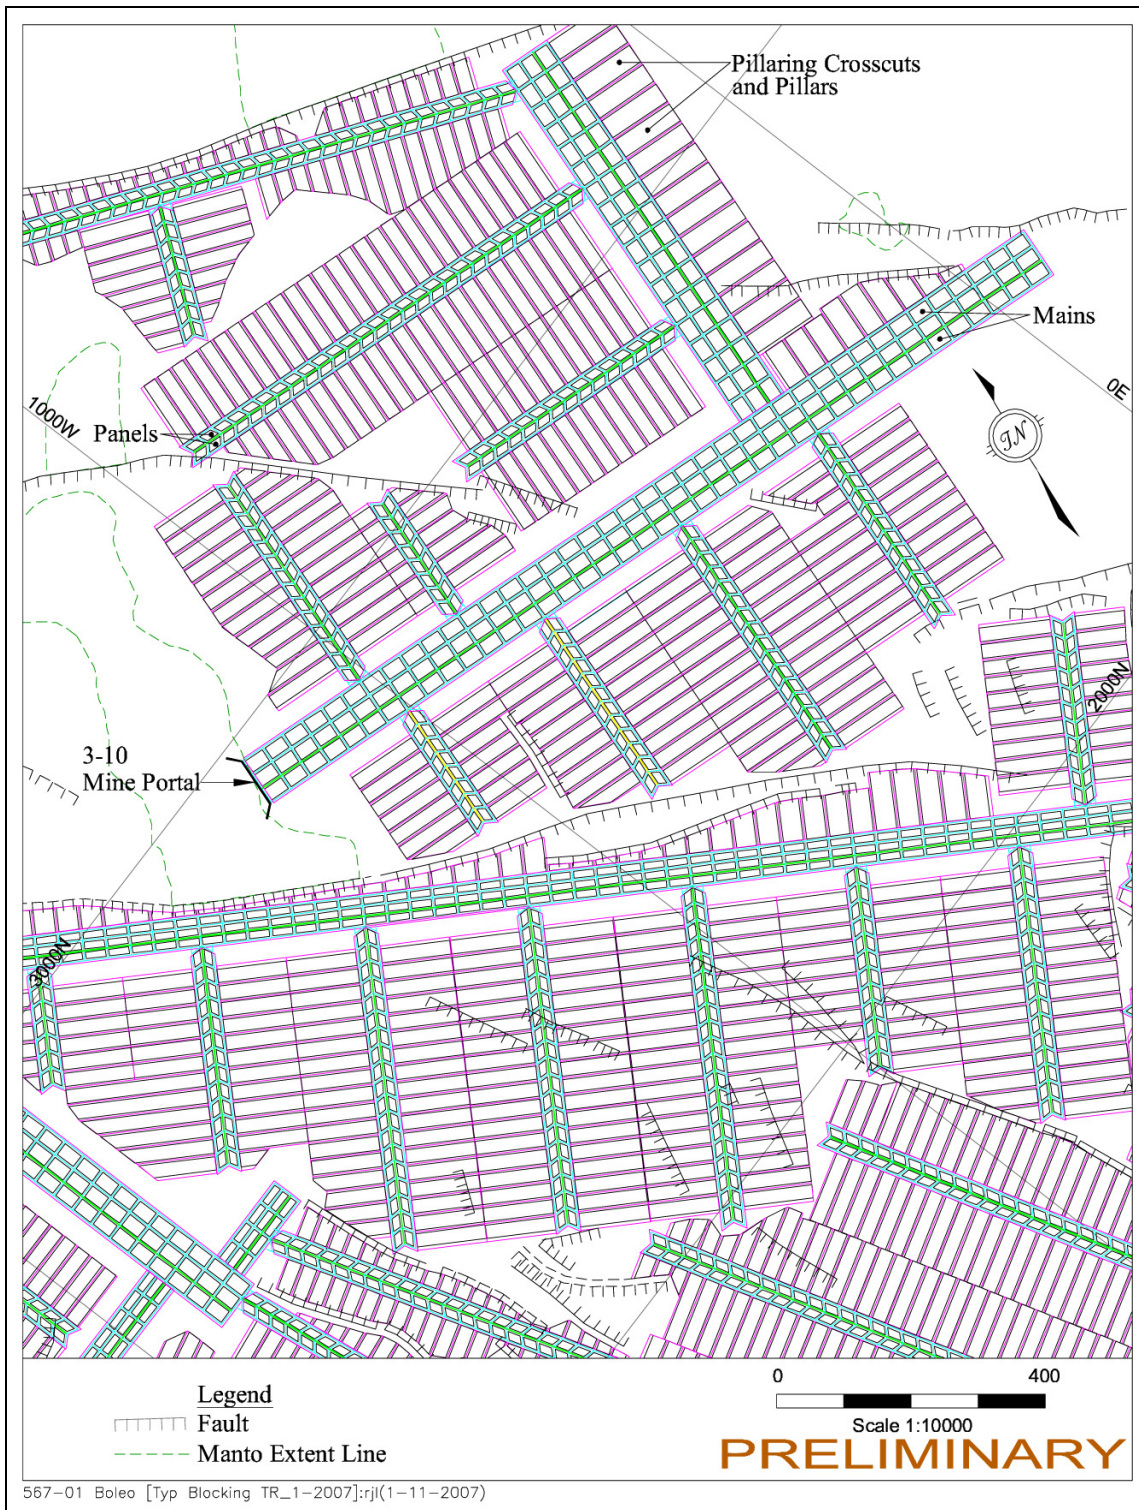 Pillaring Crosscuts
and Pillars
Mains
0E
1000W
Panels
TN
2000N
3-10
Mine Portal
3000N
Legend
Fault
Manto Extent Line
0 400
Scale 1:10000
PRELIMINARY
567-01 Boleo [Typ Blocking TR_1-2007]:rjl(1-11-2007)